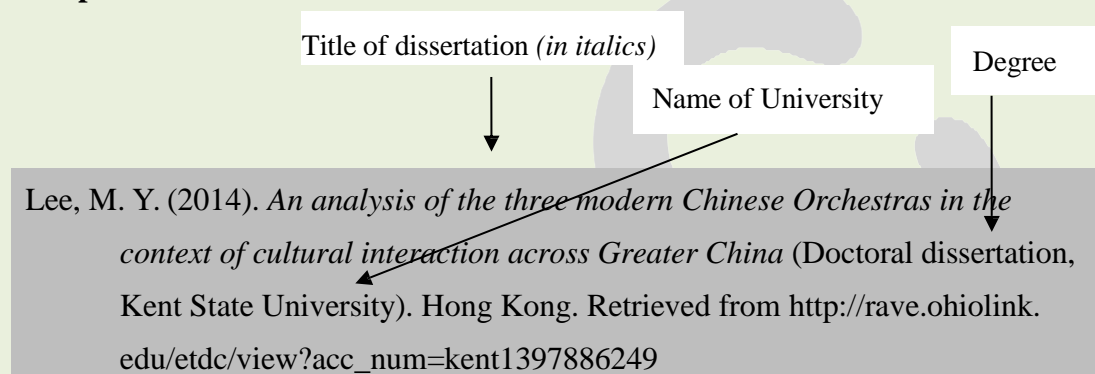 Title of dissertation (in italics)
Degree
Name of University
Lee, M. Y. (2014). An analysis of the three modern Chinese Orchestras in the
context of cultural interaction across Greater China (Doctoral dissertation,
Kent State University). Hong Kong. Retrieved from http://rave.ohiolink.
edu/etdc/view?acc_num=kent1397886249